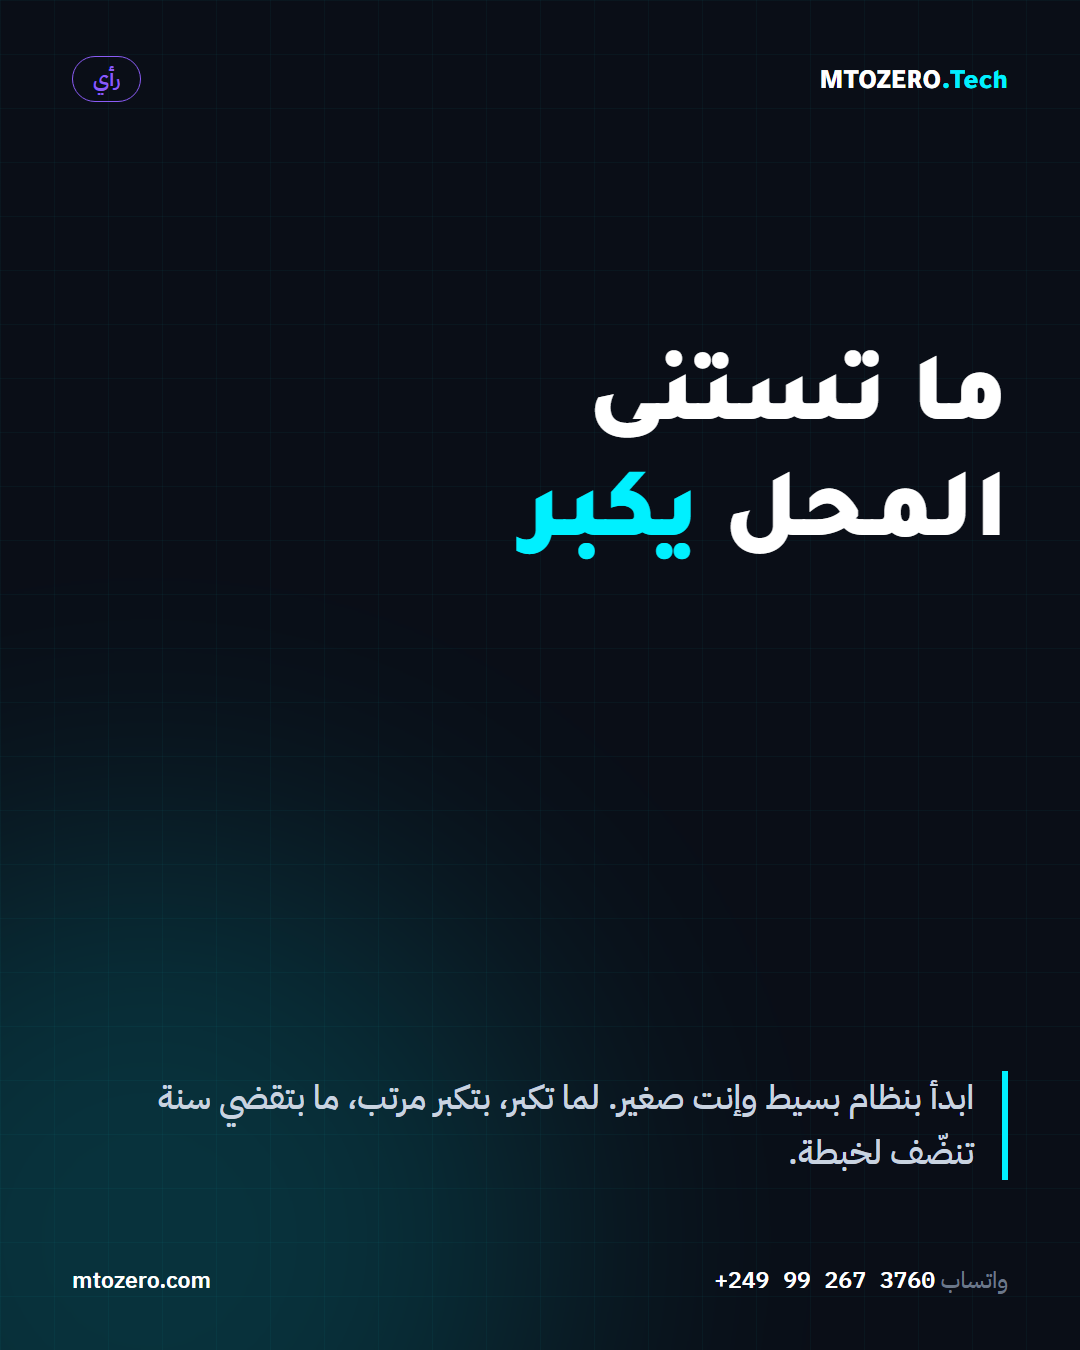 MTOZERO.Tech
رأي
ما تستنى
المحل يكبر
ابدأ بنظام بسيط وإنت صغير. لما تكبر، بتكبر مرتب، ما بتقضي سنة
تنضّف لخبطة.
واتساب +249 99 267 3760
mtozero.com